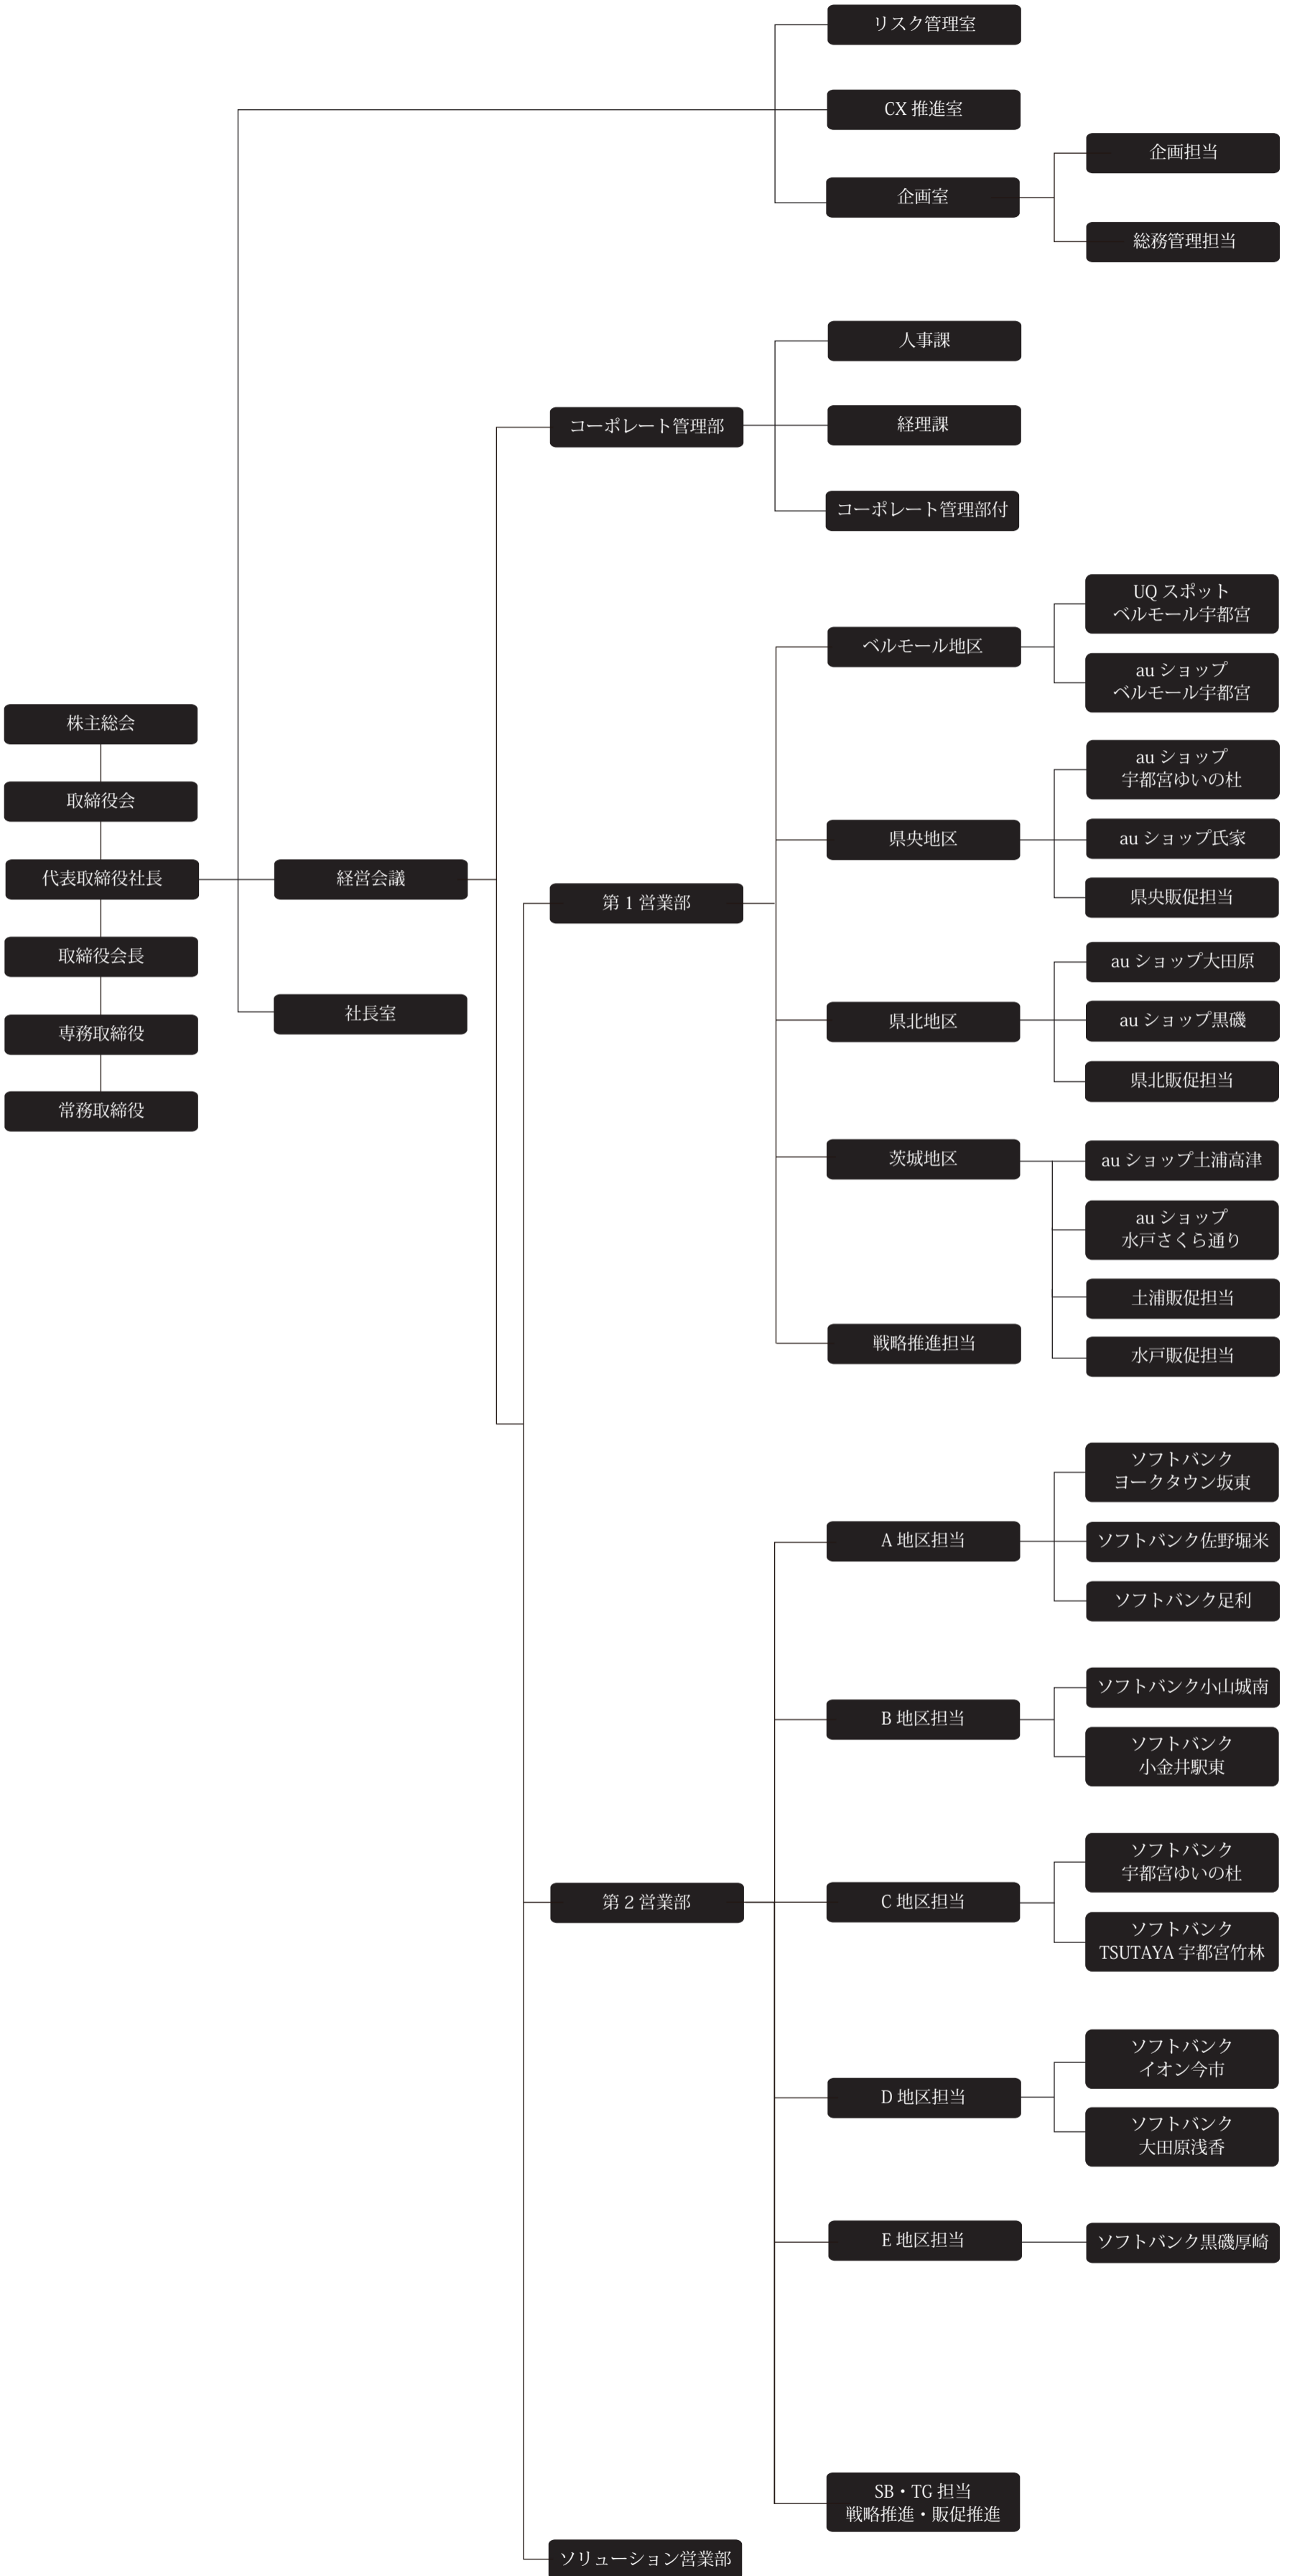 リスク管理室
CX 推進室
企画室
企画担当
総務管理担当
コーポレート管理部
人事課
経理課
コーポレート管理部付
株主総会
取締役会
代表取締役社長
取締役会長
専務取締役
常務取締役
経営会議
社長室
第 1 営業部
ベルモール地区
UQ スポット
ベルモール宇都宮
au ショップ
ベルモール宇都宮
県央地区
au ショップ
宇都宮ゆいの杜
au ショップ氏家
県央販促担当
県北地区
au ショップ大田原
au ショップ黒磯
県北販促担当
茨城地区
au ショップ土浦高津
au ショップ
水戸さくら通り
土浦販促担当
水戸販促担当
戦略推進担当
第 2 営業部
A 地区担当
ソフトバンク
ヨークタウン坂東
ソフトバンク佐野堀米
ソフトバンク足利
B 地区担当
ソフトバンク小山城南
ソフトバンク
小金井駅東
C 地区担当
ソフトバンク
宇都宮ゆいの杜
ソフトバンク
TSUTAYA 宇都宮竹林
D 地区担当
ソフトバンク
イオン今市
ソフトバンク
大田原浅香
E 地区担当
ソフトバンク黒磯厚崎
SB・TG 担当
戦略推進・販促推進
ソリューション営業部